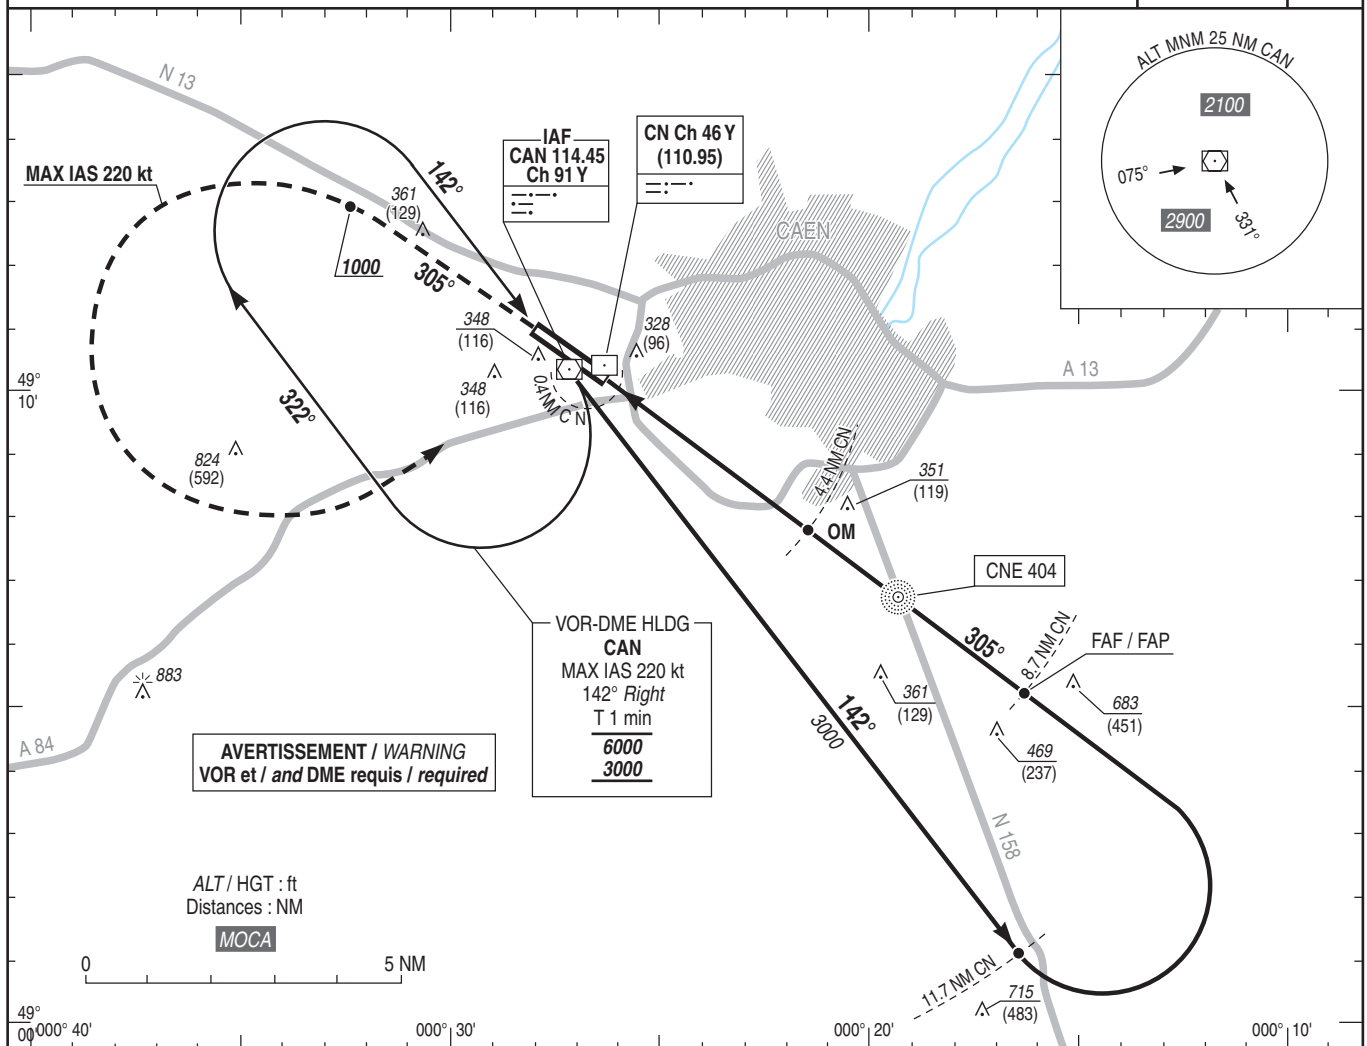 N 13
ALT MNM 25 NM CAN
2100
075°
2900
331°
MAX IAS 220 kt
142°
361
(129)
IAF
CAN 114.45
Ch 91 Y
CN Ch 46 Y
(110.95)
CAEN
1000
305°
348
(116)
328
(96)
348
(116)
0.4 NM CN
A 13
49°
10'
322°
824
(592)
4.4 NM CN
351
(119)
OM
CNE 404
305°
8.7 NM CN
FAF / FAP
VOR-DME HLDG
CAN
MAX IAS 220 kt
142° Right
T 1 min
6000
3000
883
361
(129)
683
(451)
142°
3000
469
(237)
A 84
AVERTISSEMENT / WARNING
VOR et / and DME requis / required
N 158
ALT / HGT : ft
Distances : NM
MOCA
0
5 NM
11.7 NM CN
715
(483)
49°
00'
000° 40'
000° 30'
000° 20'
000° 10'